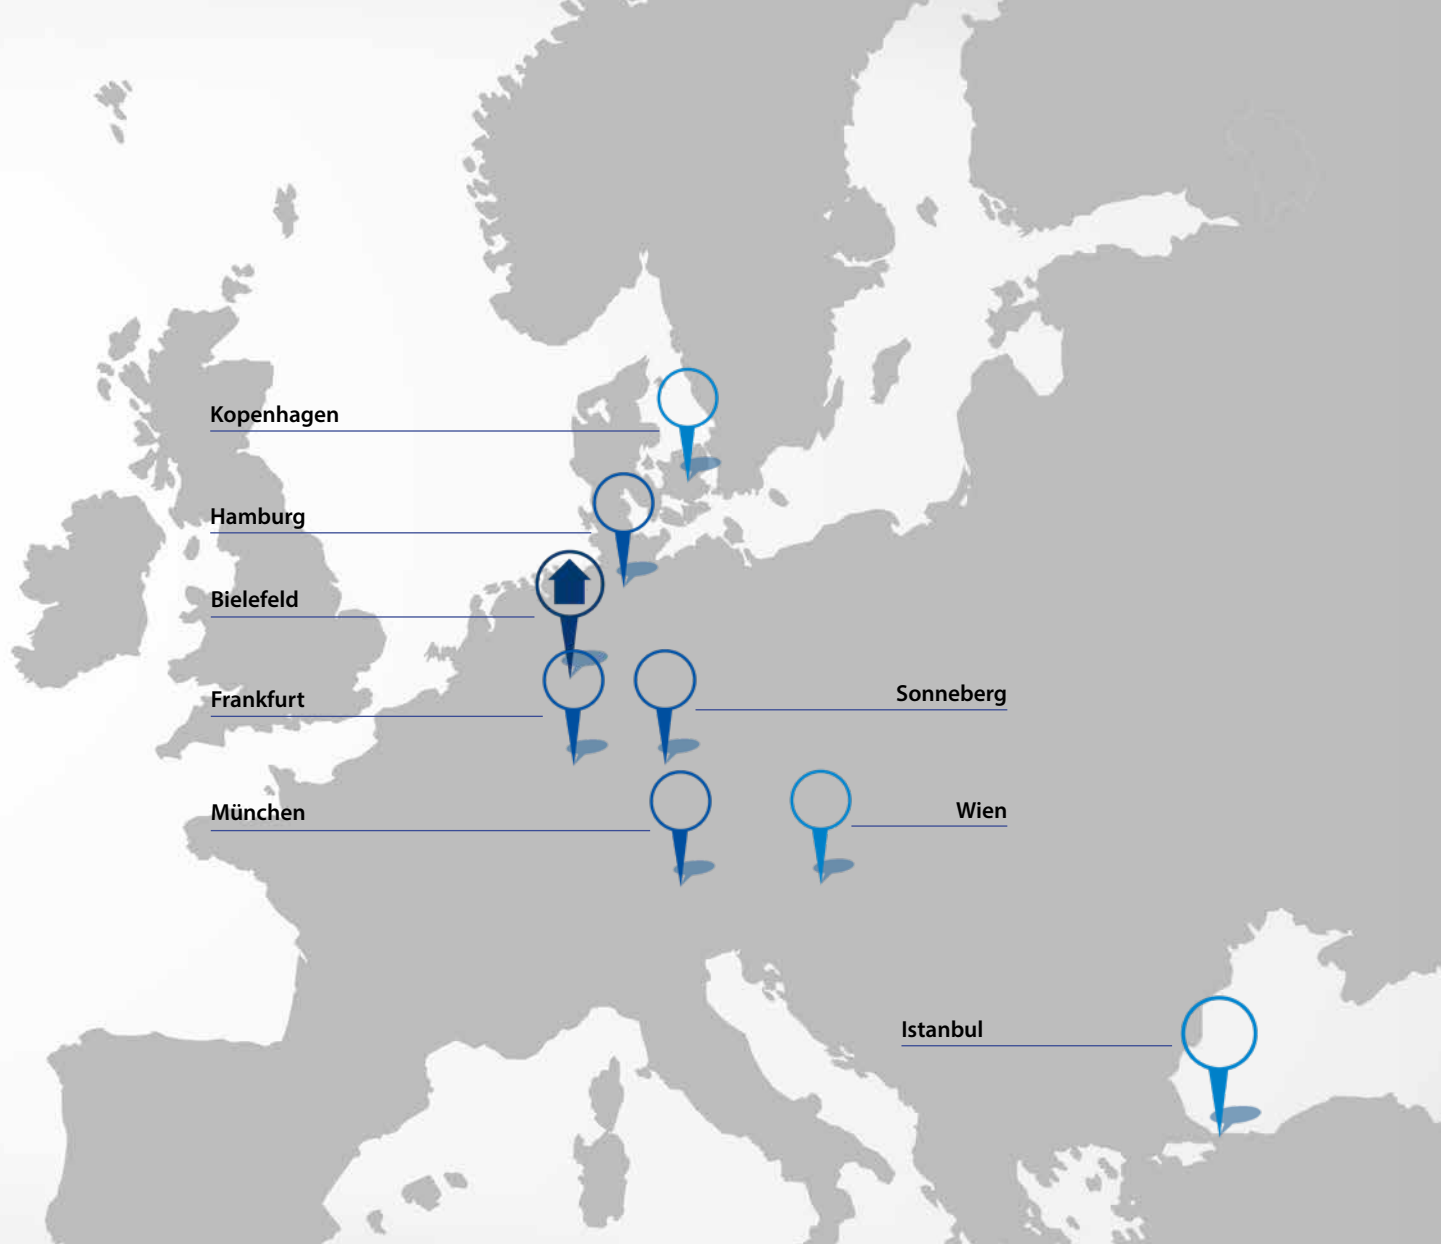 Kopenhagen
Hamburg
Bielefeld
Frankfurt
Sonneberg
München
Wien
Istanbul